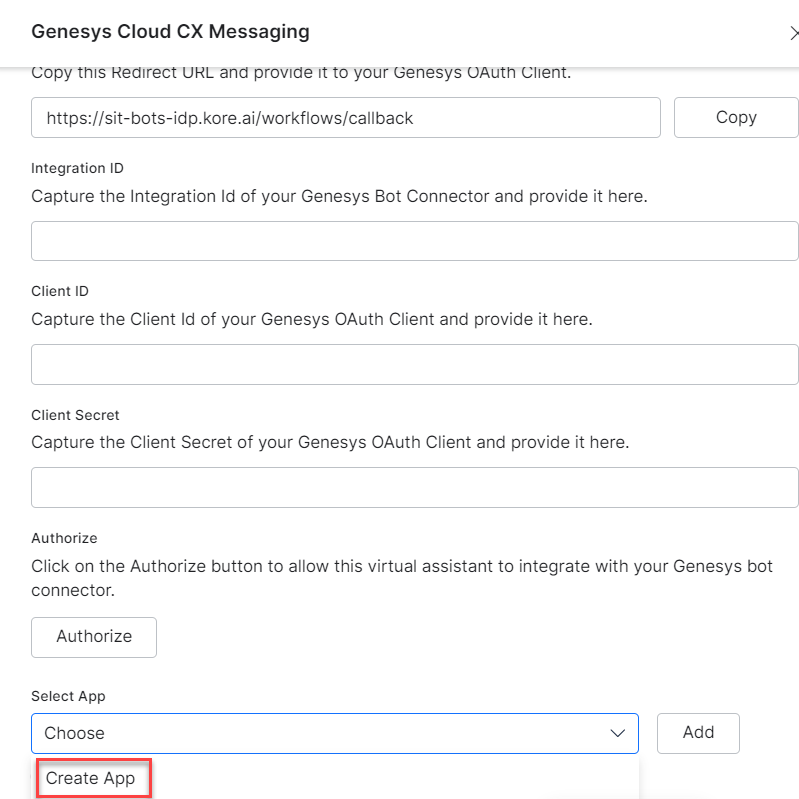 Genesys Cloud CX Messaging
Copy this Redirect URL and provide it to your Genesys OAuth Client.
https://sit-bots-idp.kore.ai/workflows/callback
Copy
Integration ID
Capture the Integration Id of your Genesys Bot Connector and provide it here.
Client ID
Capture the Client Id of your Genesys OAuth Client and provide it here.
Client Secret
Capture the Client Secret of your Genesys OAuth Client and provide it here.
Authorize
Click on the Authorize button to allow this virtual assistant to integrate with your Genesys bot
connector.
Authorize
Select App
Choose
Add
Create App